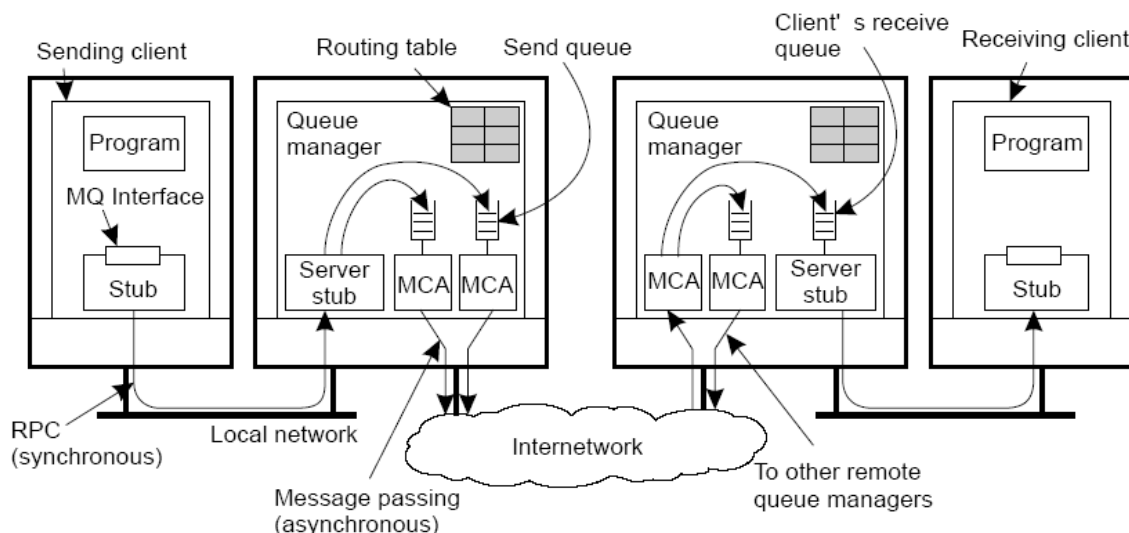 Sending client
Routing table
Send queue
Client' s receive
queue
Receiving client
Program
MQ Interface
Stub
Queue
manager
Server
stub
MCA
MCA
Queue
manager
MCA
MCA
Server
stub
Program
Stub
RPC
(synchronous)
Local network
Message passing
(asynchronous)
Internetwork
To other remote
queue managers